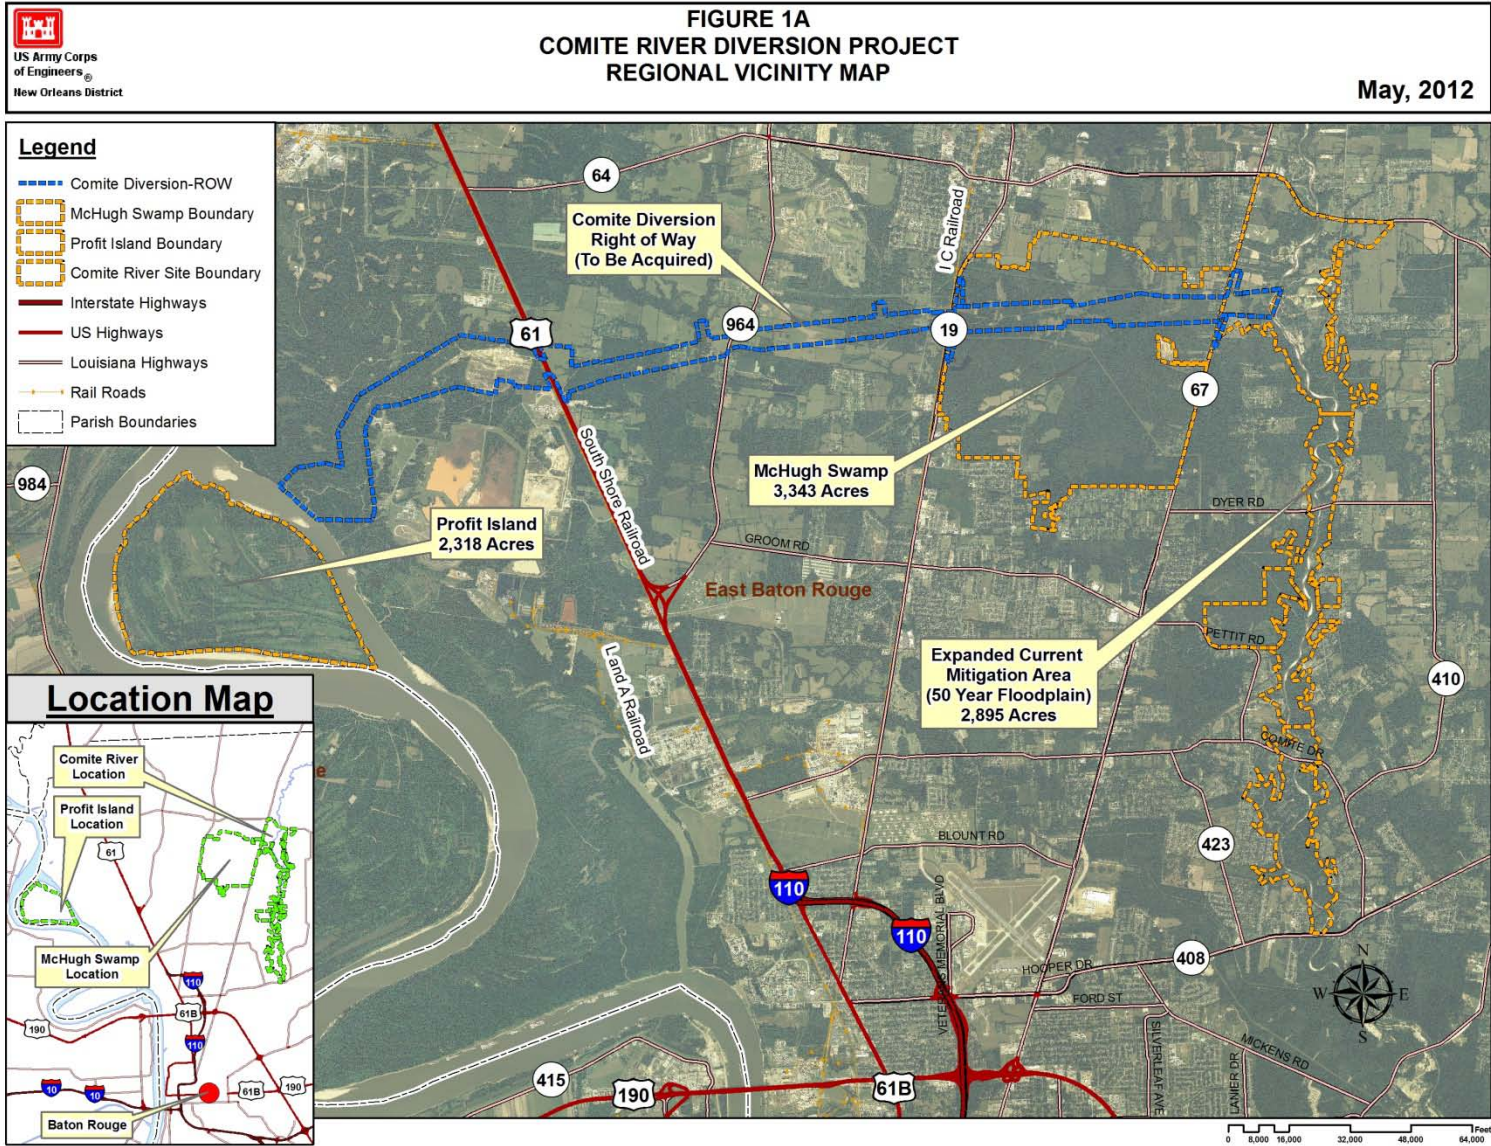 US Army Corps
of Engineers ®
New Orleans District
FIGURE 1A
COMITE RIVER DIVERSION PROJECT
REGIONAL VICINITY MAP
May, 2012
Legend
Comite Diversion-ROW
McHugh Swamp Boundary
Profit Island Boundary
Comite River Site Boundary
Interstate Highways
US Highways
Louisiana Highways
Rail Roads
Parish Boundaries
64
Comite Diversion
Right of Way
(To Be Acquired)
I C Railroad
61
964
19
67
South Shore Railroad
McHugh Swamp
3,343 Acres
984
DYER RD
Profit Island
2,318 Acres
GROOM RD
East Baton Rouge
PETTIT RD
Land A Railroad
Expanded Current
Mitigation Area
(50 Year Floodplain)
2,895 Acres
410
COMITE DR
BLOUNT RD
423
110
110
VETERANS MEMORIAL BLVD
HOOPER DR
408
FORD ST
SILVERLEAF AVE
LANIER DR
MICKENS RD
N
W
E
S
415
190
61B
Location Map
Comite River
Location
Profit Island
Location
e
61
McHugh Swamp
Location
110
61B
190
110
10
10
61B
190
Baton Rouge
Feet
0 8,000 16,000 32,000 48,000 64,000